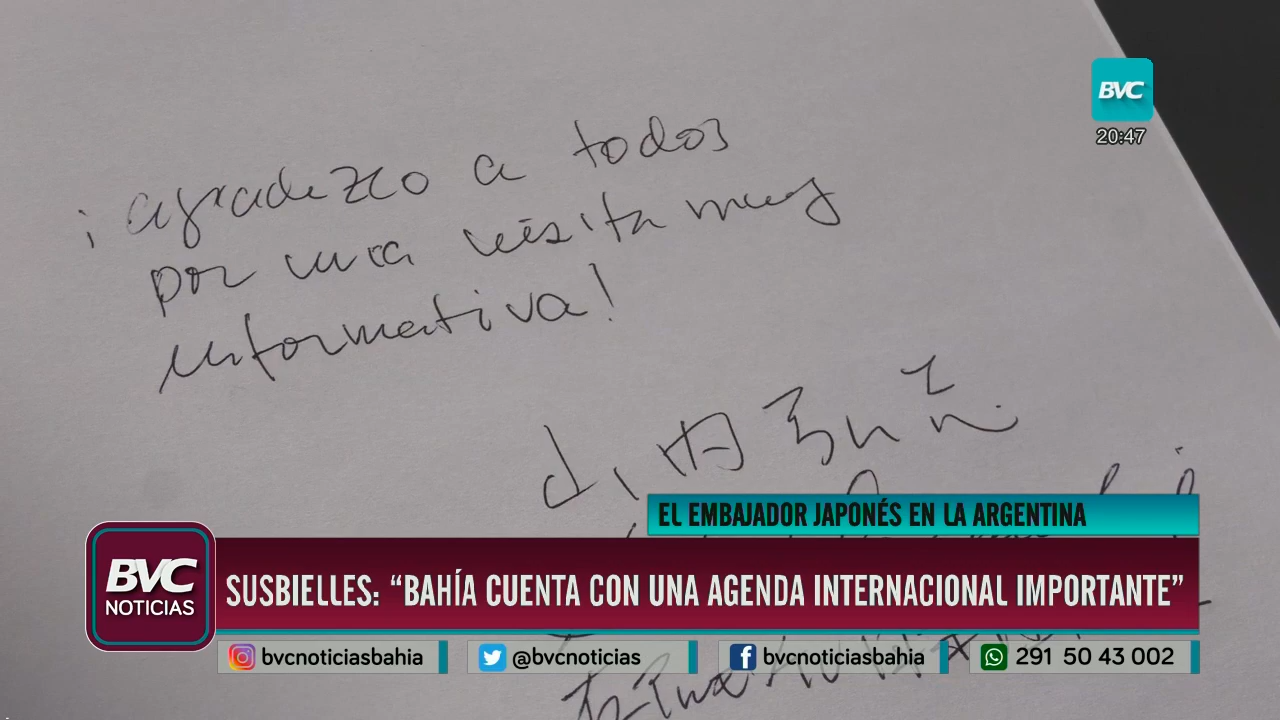 BVC
20:47
¡agradezco a todos
por una visita muy
informativa!
EL EMBAJADOR JAPONÉS EN LA ARGENTINA
BVC
NOTICIAS
SUSBIELLES: “BAHÍA CUENTA CON UNA AGENDA INTERNACIONAL IMPORTANTE”
bvcnoticiasbahia
@bvcnoticias
bvcnoticiasbahia
291 50 43 002